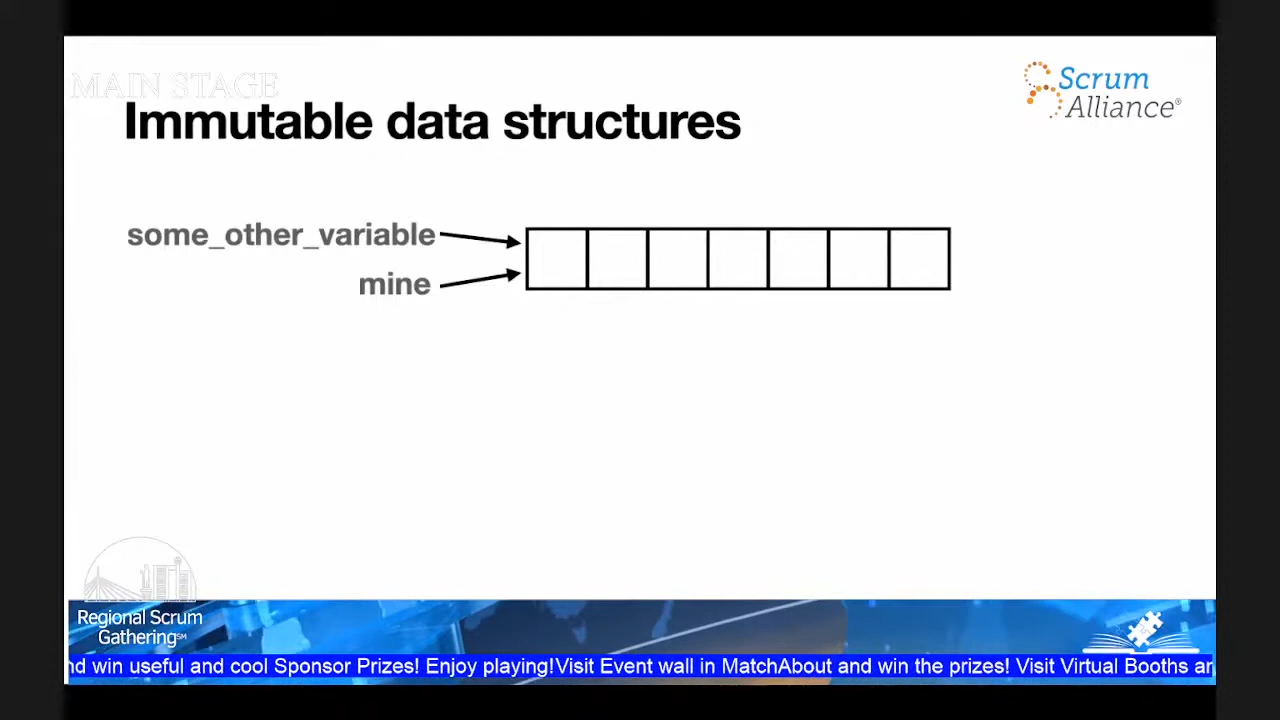 MAIN STAGE
Scrum
Alliance®
Immutable data structures
some_other_variable
mine
Regional Scrum
Gathering℠
nd win useful and cool Sponsor Prizes! Enjoy playing!Visit Event wall in MatchAbout and win the prizes! Visit Virtual Booths ar